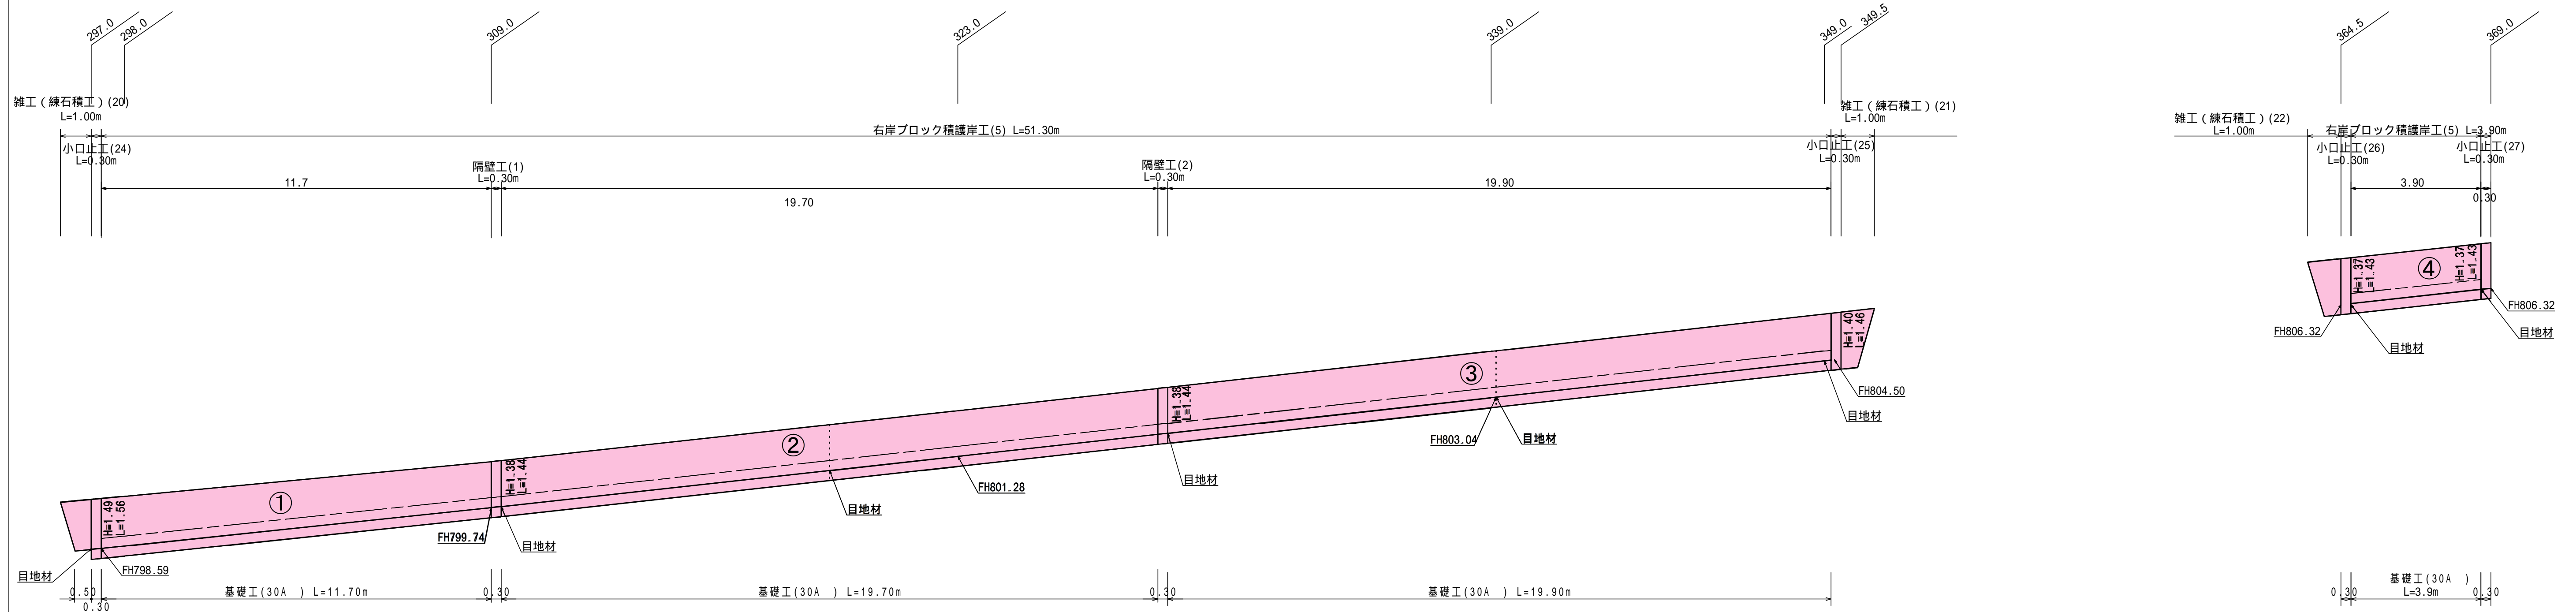 297.0
298.0
309.0
323.0
339.0
349.0
349.5
364.5
369.0
雑工(練石積工)(20)
L=1.00m
右岸ブロック積護岸工(5) L=51.30m
雑工(練石積工)(21)
L=1.00m
雑工(練石積工)(22)
L=1.00m
右岸ブロック積護岸工(5) L=3.90m
小口止工(24)
L=0.30m
隔壁工(1)
L=0.30m
隔壁工(2)
L=0.30m
小口止工(25)
L=0.30m
小口止工(26)
L=0.30m
小口止工(27)
L=0.30m
11.7
19.70
19.90
3.90
0.30
H=1.49
L=1.56
①
H=1.38
L=1.44
②
H=1.38
L=1.44
③
H=1.40
L=1.46
H=1.37
L=1.43
④
H=1.37
L=1.43
FH806.32
目地材
FH806.32
目地材
FH804.50
目地材
FH803.04
目地材
目地材
FH801.28
目地材
FH799.74
目地材
FH798.59
目地材
0.50
0.30
基礎工(30A ) L=11.70m
0.30
基礎工(30A ) L=19.70m
0.30
基礎工(30A ) L=19.90m
0.30
基礎工(30A )
L=3.9m
0.30